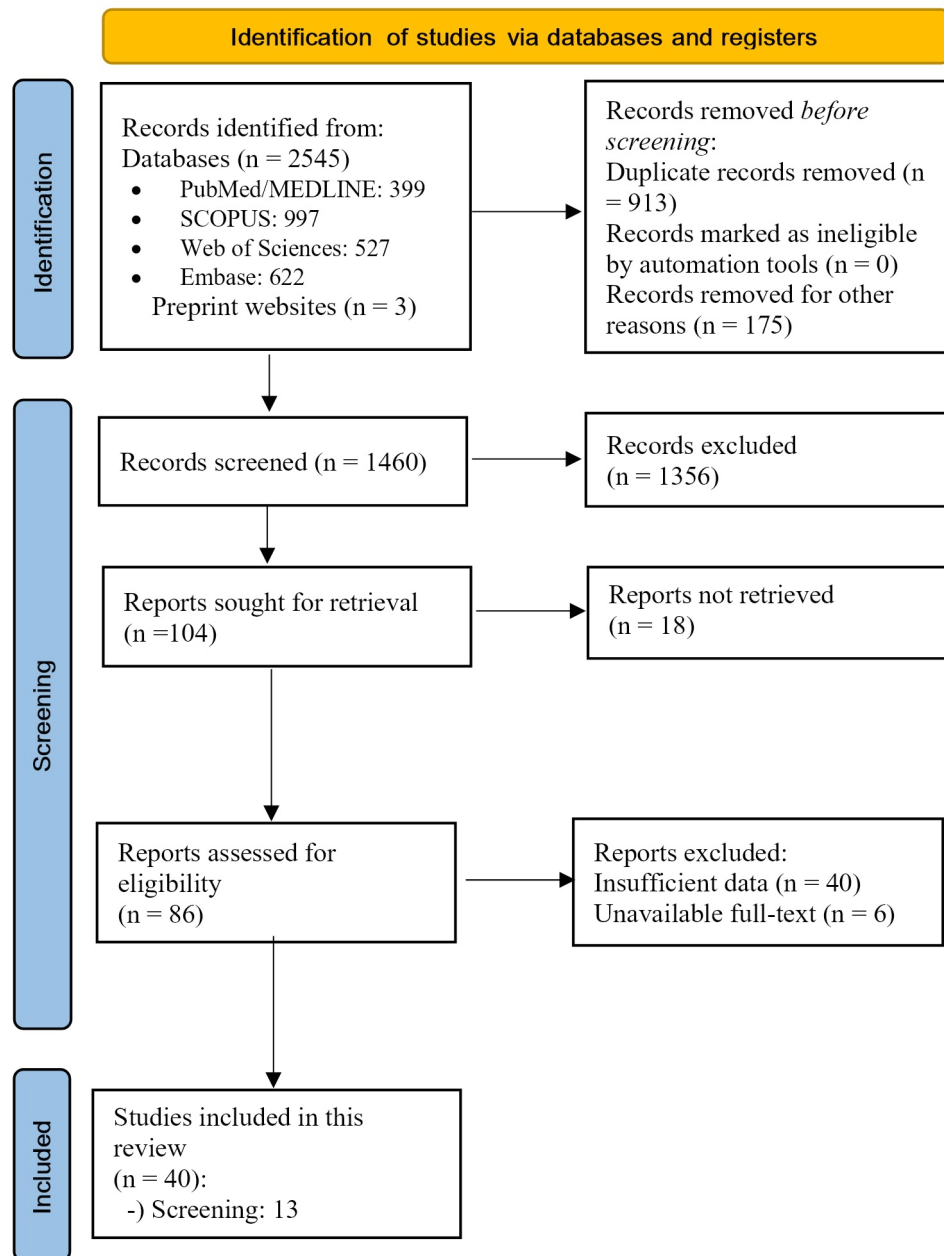 Identification of studies via databases and registers
Identification
Records identified from:
Databases (n = 2545)
• PubMed/MEDLINE: 399
• SCOPUS: 997
• Web of Sciences: 527
• Embase: 622
Preprint websites (n = 3)
Records removed before
screening:
Duplicate records removed (n
= 913)
Records marked as ineligible
by automation tools (n = 0)
Records removed for other
reasons (n = 175)
Screening
Records screened (n = 1460)
Records excluded
(n = 1356)
Reports sought for retrieval
(n =104)
Reports not retrieved
(n = 18)
Reports assessed for
eligibility
(n = 86)
Reports excluded:
Insufficient data (n = 40)
Unavailable full-text (n = 6)
Included
Studies included in this
review
(n = 40):
-) Screening: 13